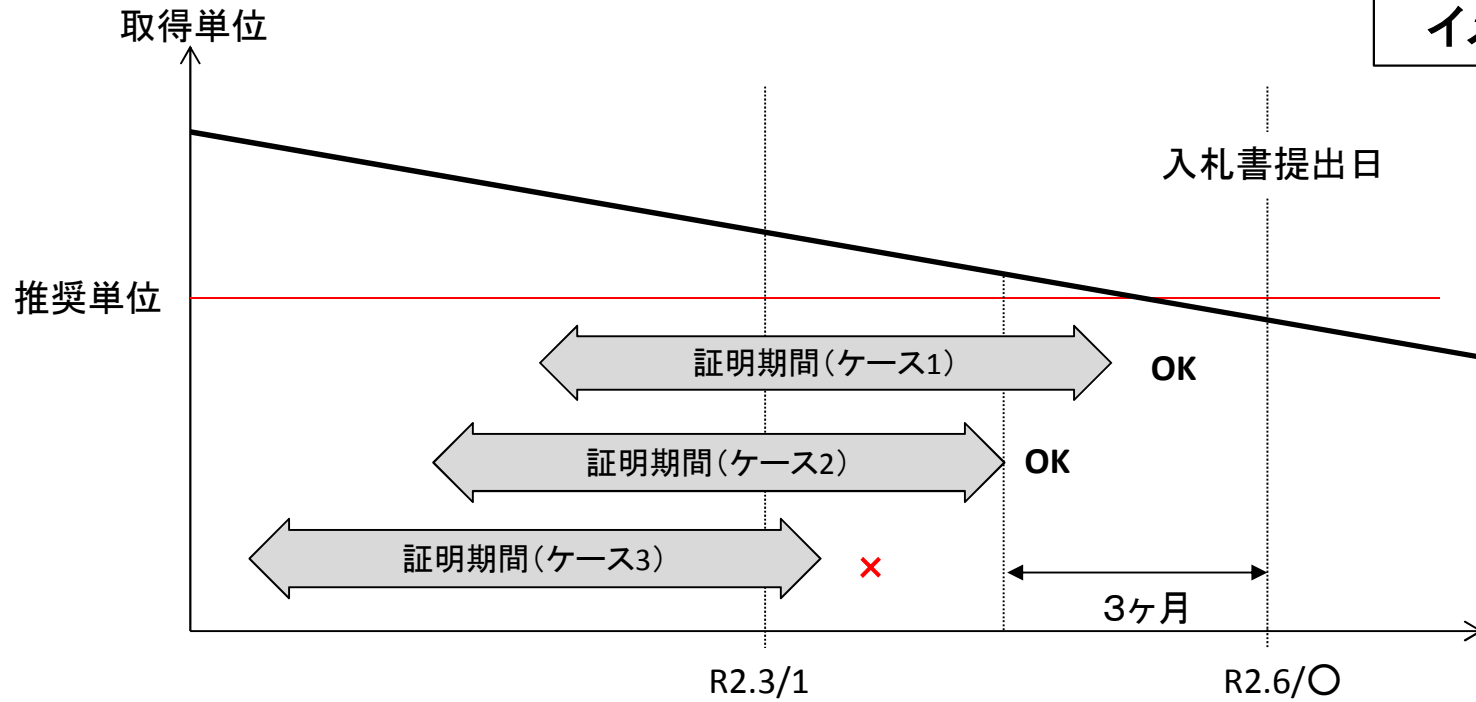 取得単位
イ
入札書提出日
推奨単位
証明期間（ケース1）
OK
証明期間（ケース2）
OK
証明期間（ケース3）
×
3ヶ月
R2.3/1
R2.6/〇